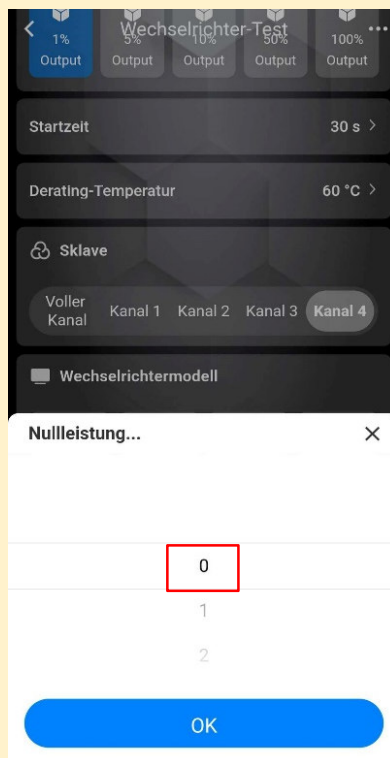 Wechselrichter-Test
1% 5% 10% 50% 100%
Output Output Output Output Output
Startzeit 30 s
Derating-Temperatur 60 °C
Sklave
Voller
Kanal Kanal 1 Kanal 2 Kanal 3 Kanal 4
Wechselrichtermodell
Nullleistung...
0
1
2
OK